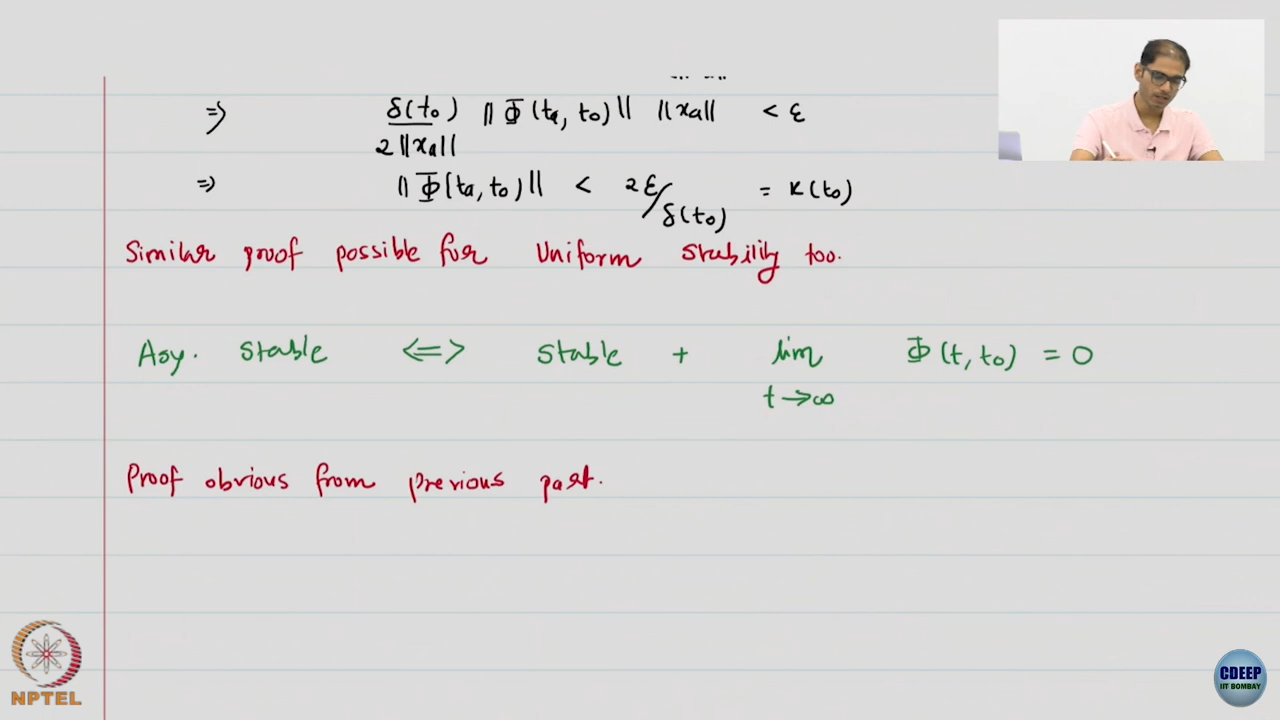 => δ(t₀) ‖Φ(tₐ, t₀)‖ ‖xₐ‖ < ε
2‖xₐ‖
=> ‖Φ(tₐ, t₀)‖ < 2ε/δ(t₀) = K(t₀)
Similar proof possible for Uniform stability too.
Asy. stable <=> stable + lim Φ(t, t₀) = 0
t→∞
Proof obvious from previous part.
NPTEL
CDEEP
IIT BOMBAY